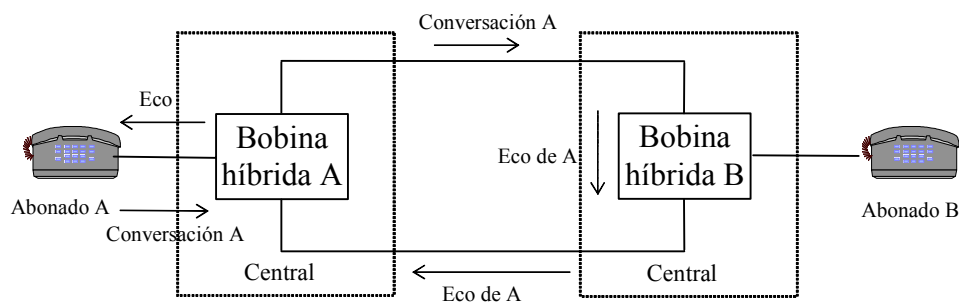 Conversación A
Eco
Bobina
híbrida A
Eco de A
Bobina
híbrida B
Abonado A
Conversación A
Abonado B
Central
Eco de A
Central